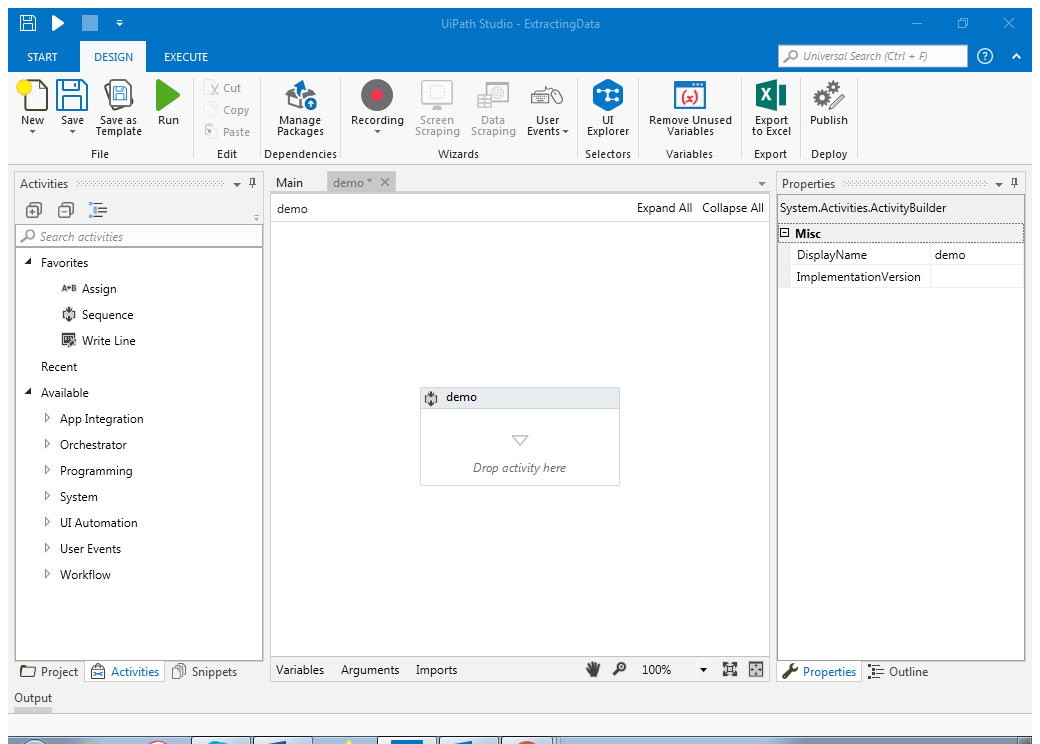 UiPath Studio - ExtractingData
START DESIGN EXECUTE Universal Search (Ctrl + F)
New Save Save as Template Run Cut Copy Paste Manage Packages Recording Screen Scraping Data Scraping User Events UI Explorer Remove Unused Variables Export to Excel Publish
File Edit Dependencies Wizards Selectors Variables Export Deploy
Activities
Search activities
Favorites
A+B Assign
Sequence
Write Line
Recent
Available
App Integration
Orchestrator
Programming
System
UI Automation
User Events
Workflow
Project Activities Snippets
Main demo *
demo Expand All Collapse All
demo
Drop activity here
Variables Arguments Imports 100%
Properties
System.Activities.ActivityBuilder
Misc
DisplayName demo
ImplementationVersion
Properties Outline
Output